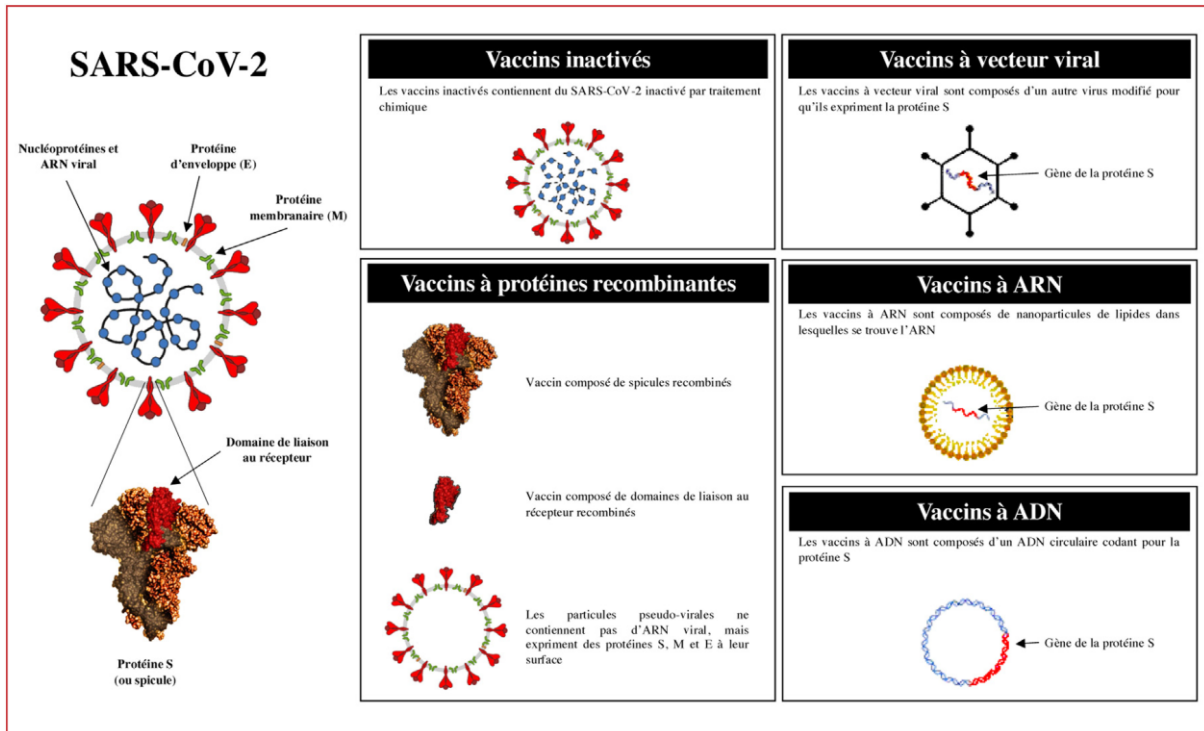 SARS-CoV-2
Nucléoprotéines et
ARN viral
Protéine
d'enveloppe (E)
Protéine
membranaire (M)
Domaine de liaison
au récepteur
Protéine S
(ou spicule)
Vaccins inactivés
Les vaccins inactivés contiennent du SARS-CoV-2 inactivé par traitement
chimique
Vaccins à protéines recombinantes
Vaccin composé de spicules recombinés
Vaccin composé de domaines de liaison au
récepteur recombinés
Les particules pseudo-virales ne
contiennent pas d'ARN viral, mais
expriment des protéines S, M et E à leur
surface
Vaccins à vecteur viral
Les vaccins à vecteur viral sont composés d'un autre virus modifié pour
qu'ils expriment la protéine S
Gène de la protéine S
Vaccins à ARN
Les vaccins à ARN sont composés de nanoparticules de lipides dans
lesquelles se trouve l'ARN
Gène de la protéine S
Vaccins à ADN
Les vaccins à ADN sont composés d'un ADN circulaire codant pour la
protéine S
Gène de la protéine S